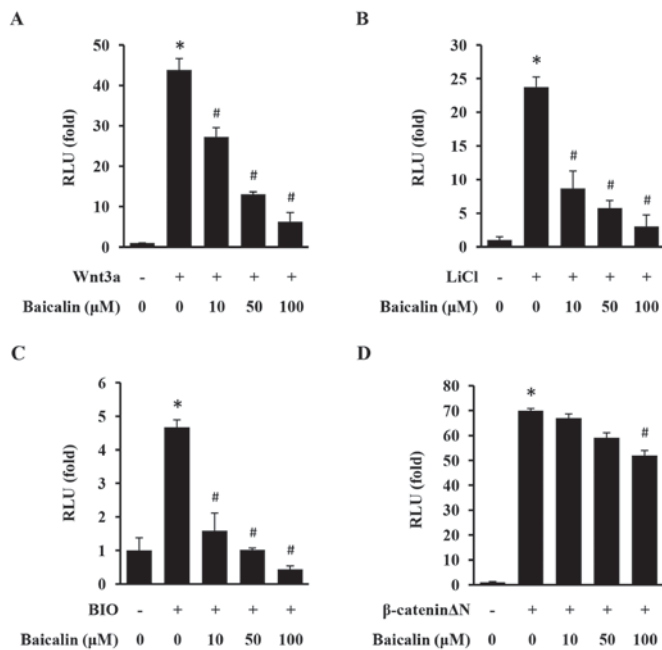 A
50
40
30
20
10
0
RLU (fold)
*
#
#
#
Wnt3a - + + + +
Baicalin (μM) 0 0 10 50 100
B
30
25
20
15
10
5
0
RLU (fold)
*
#
#
#
LiCl - + + + +
Baicalin (μM) 0 0 10 50 100
C
6
5
4
3
2
1
0
RLU (fold)
*
#
#
#
BIO - + + + +
Baicalin (μM) 0 0 10 50 100
D
80
70
60
50
40
30
20
10
0
RLU (fold)
*
#
β-cateninΔN - + + + +
Baicalin (μM) 0 0 10 50 100